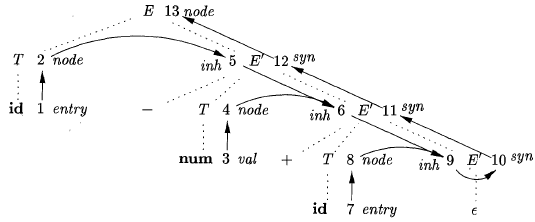 E 13 node
T 2 node inh 5 E′ 12 syn
id 1 entry − T 4 node inh 6 E′ 11 syn
num 3 val + T 8 node inh 9 E′ 10 syn
id 7 entry ϵ